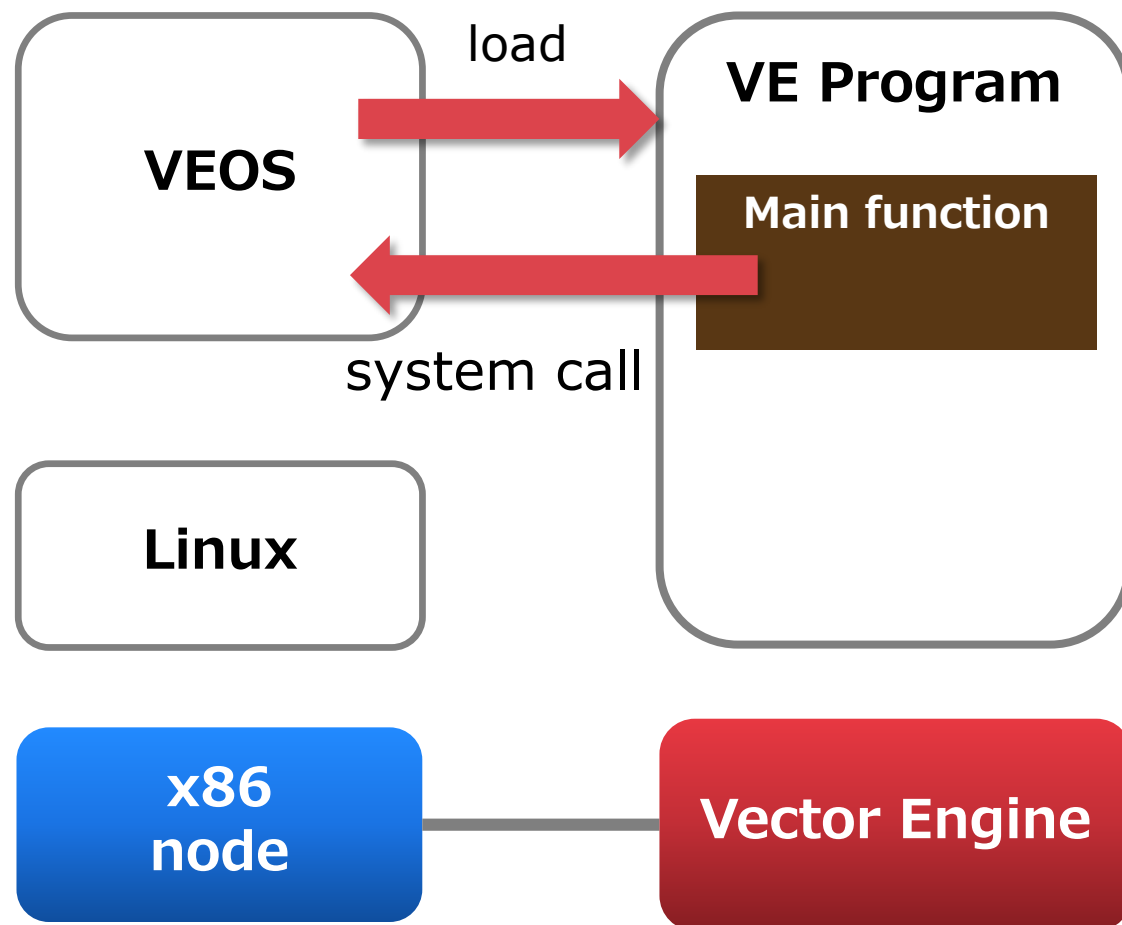 load
VEOS
VE Program
Main function
system call
Linux
x86
node
Vector Engine